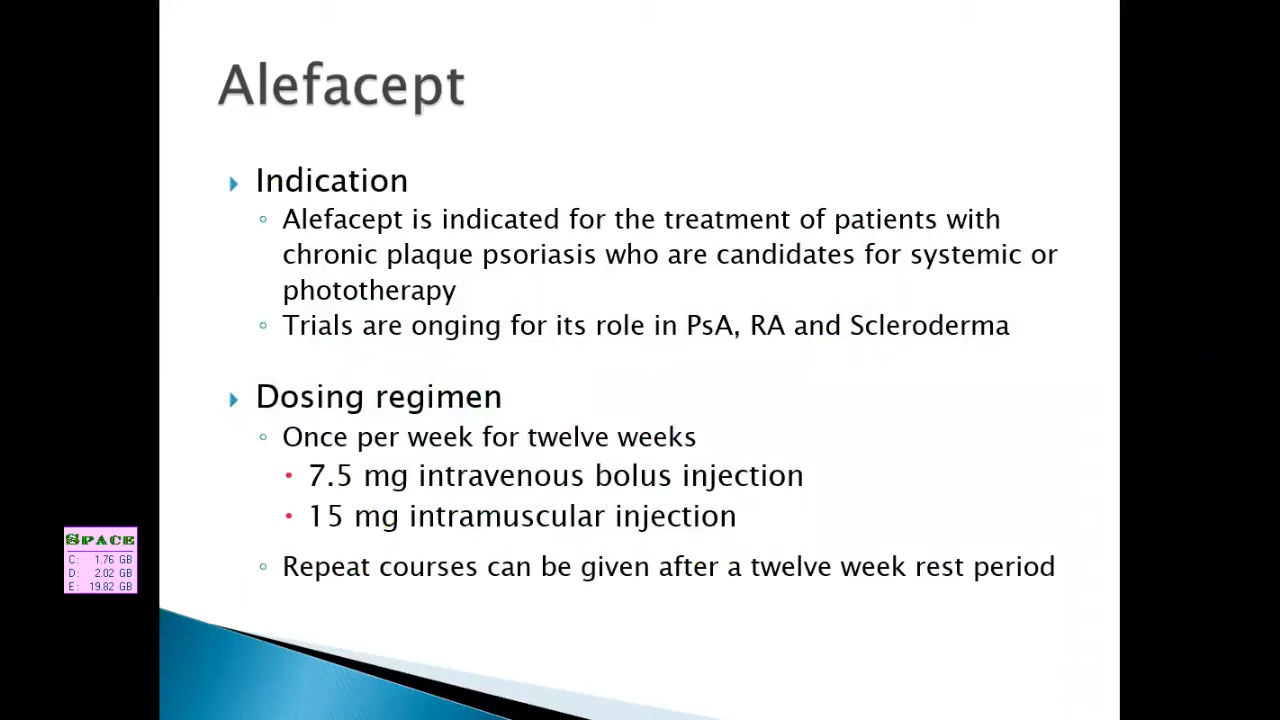 Alefacept
Indication
Alefacept is indicated for the treatment of patients with
chronic plaque psoriasis who are candidates for systemic or
phototherapy
Trials are onging for its role in PsA, RA and Scleroderma
Dosing regimen
Once per week for twelve weeks
7.5 mg intravenous bolus injection
15 mg intramuscular injection
Repeat courses can be given after a twelve week rest period
SPACE
C: 1.76 GB
D: 2.02 GB
E: 19.82 GB